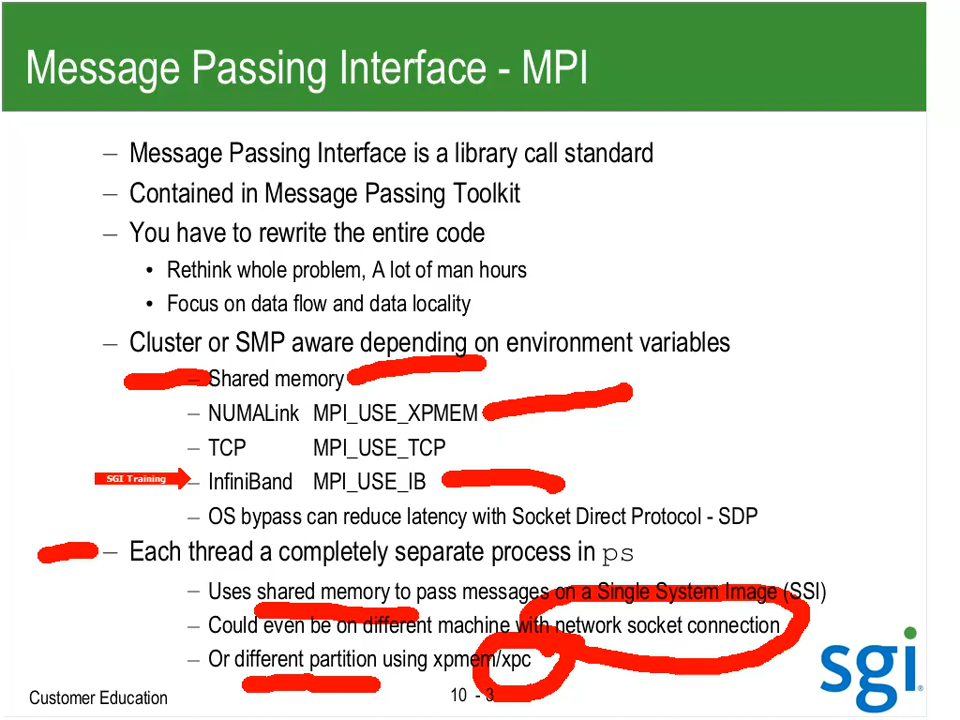 Message Passing Interface - MPI
– Message Passing Interface is a library call standard
– Contained in Message Passing Toolkit
– You have to rewrite the entire code
• Rethink whole problem, A lot of man hours
• Focus on data flow and data locality
– Cluster or SMP aware depending on environment variables
– Shared memory
– NUMALink MPI_USE_XPMEM
– TCP MPI_USE_TCP
SGI Training
– InfiniBand MPI_USE_IB
– OS bypass can reduce latency with Socket Direct Protocol - SDP
– Each thread a completely separate process in ps
– Uses shared memory to pass messages on a Single System Image (SSI)
– Could even be on different machine with network socket connection
– Or different partition using xpmem/xpc
sgi
Customer Education
10 - 3